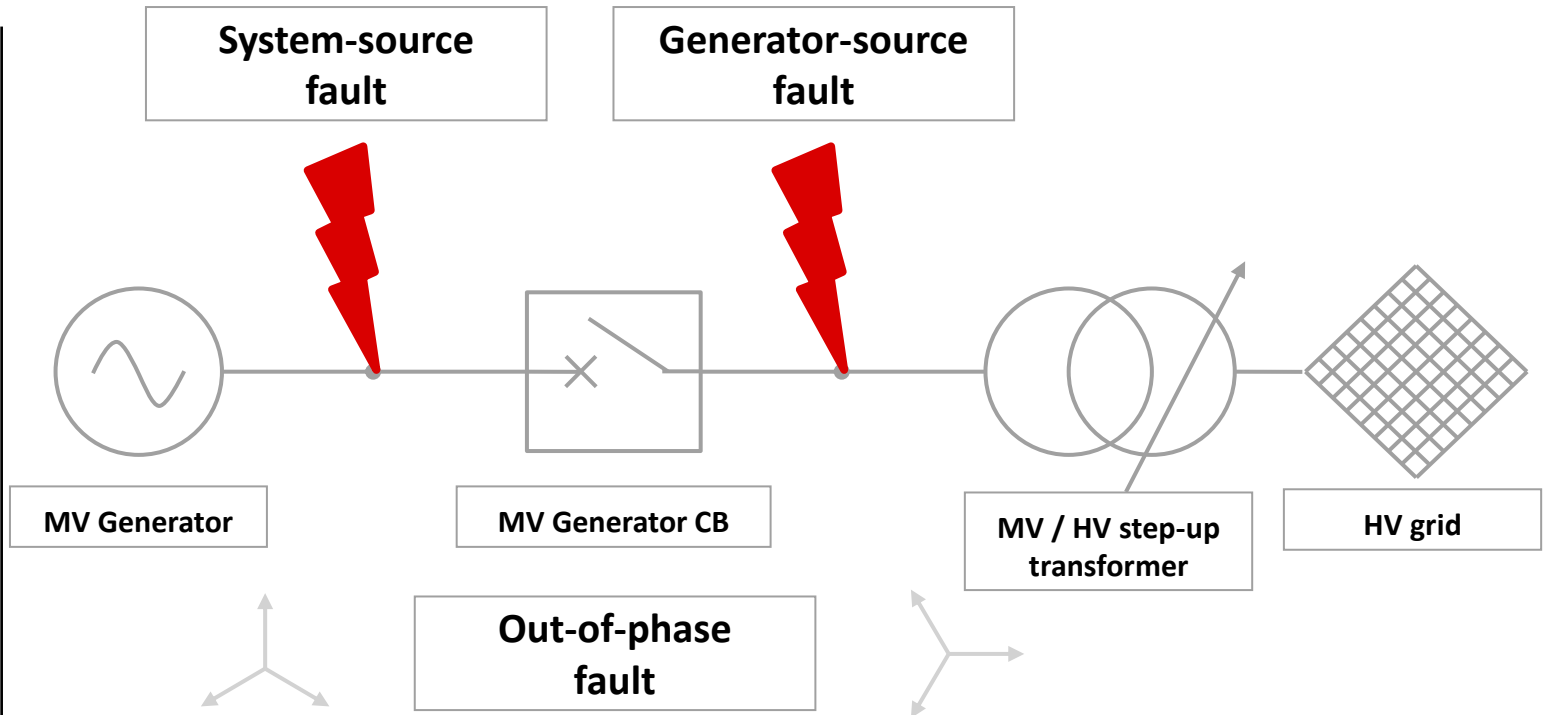 System-source
fault
Generator-source
fault
MV Generator
MV Generator CB
MV / HV step-up
transformer
HV grid
Out-of-phase
fault